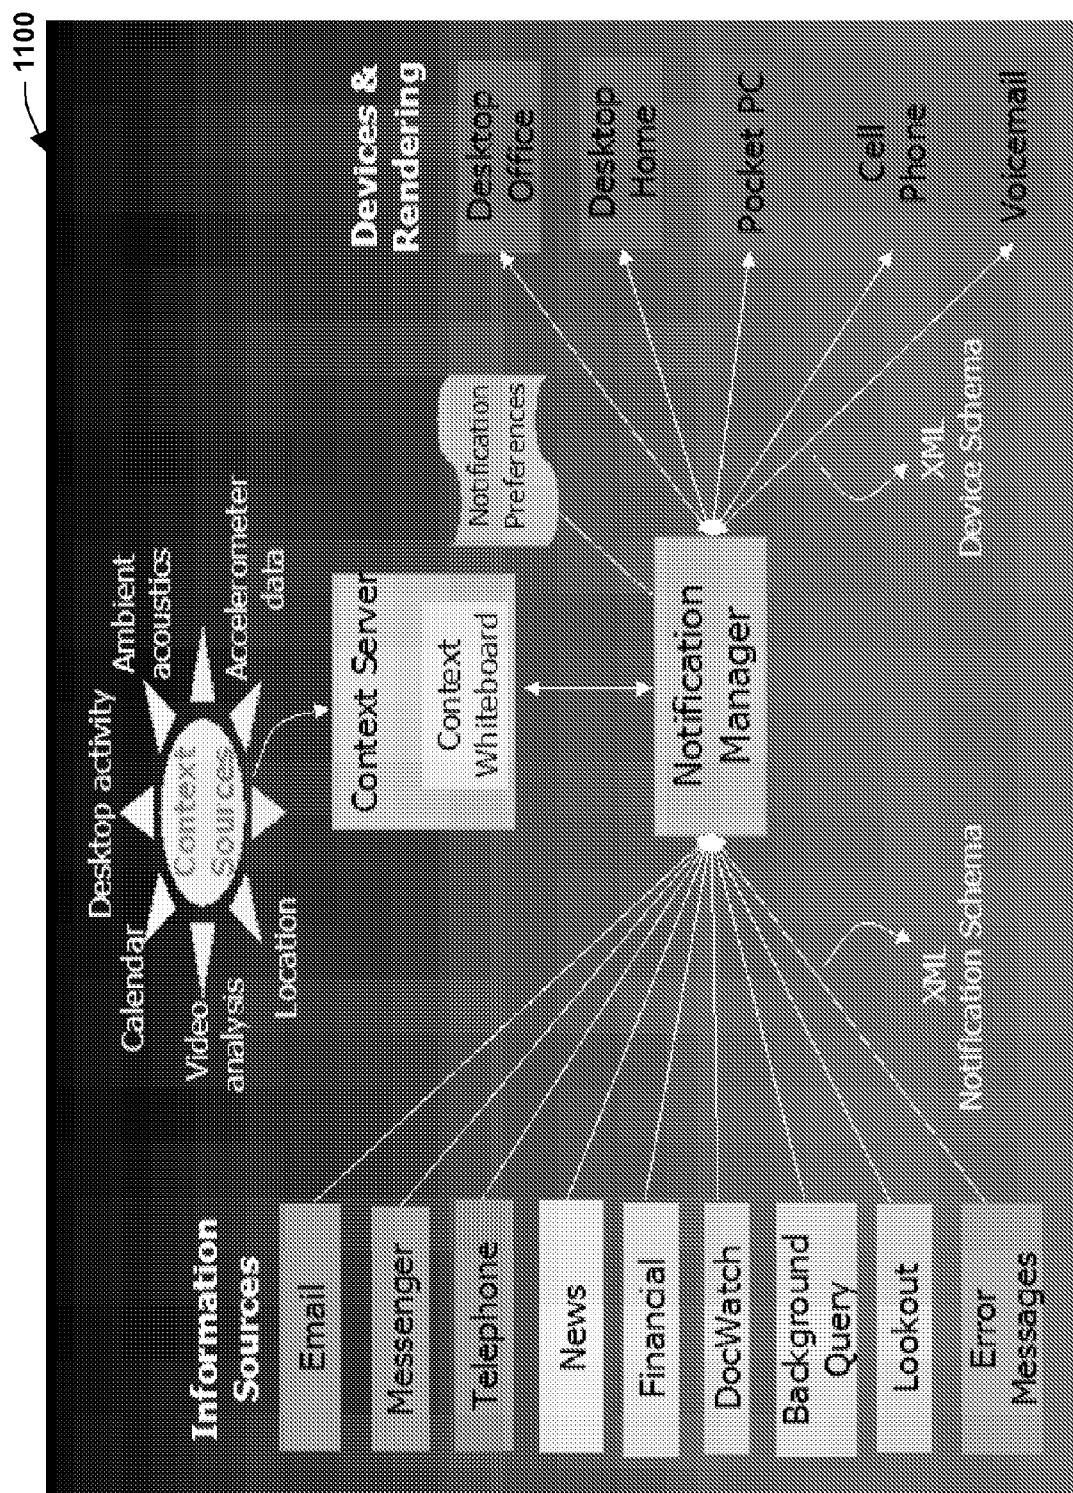 1100
Information
Sources
Email
Messenger
Telephone
News
Financial
DocWatch
Background
Query
Lookout
Error
Messages
Calendar
Desktop activity
Ambient
acoustics
Video
analysis
Context
Sources
Accelerometer
data
Location
Context Server
Context
Whiteboard
Notification
Preferences
Notification
Manager
XML
Notification Schema
XML
Device Schema
Devices &
Rendering
Desktop
Office
Desktop
Home
Pocket PC
Cell
Phone
Voicemail